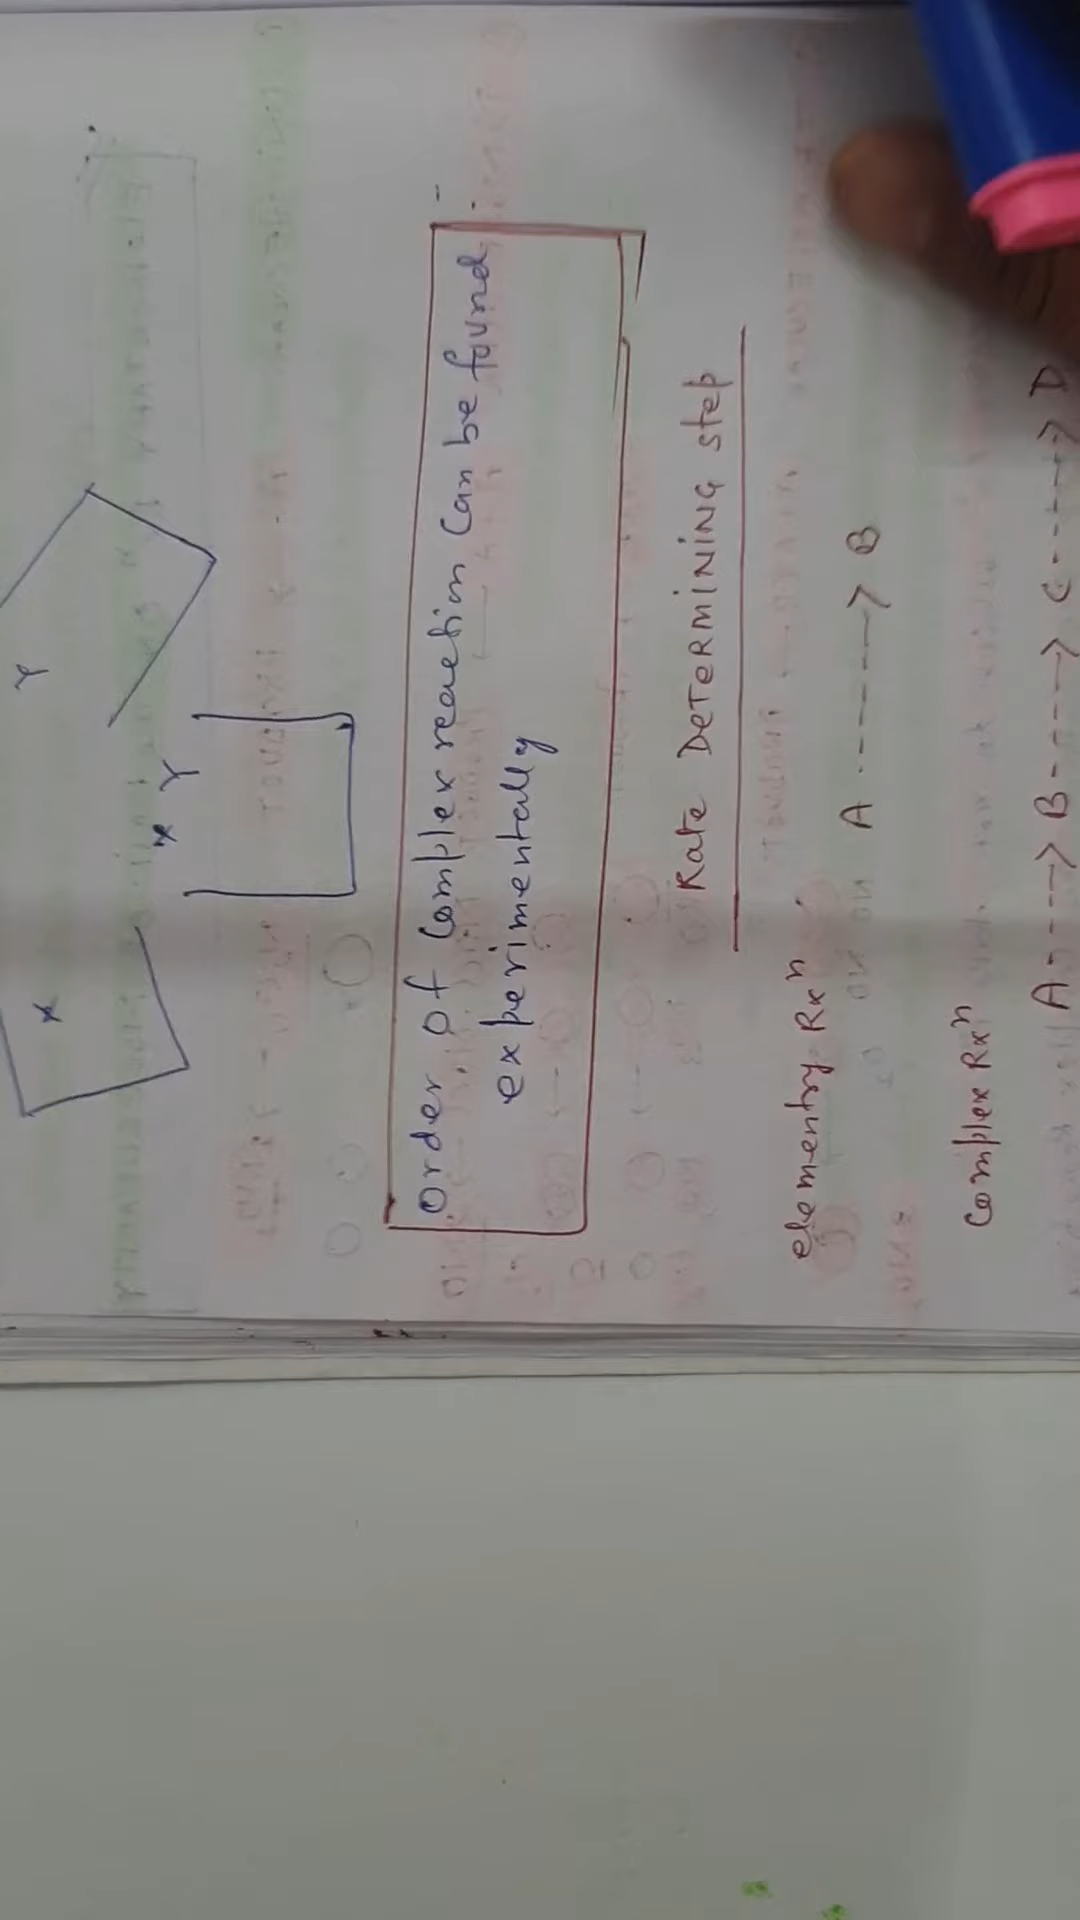 X
Y
X Y
Order of Complex reaction Can be found
experimentally
Rate DETERMINING step
elementry Rxⁿ
A ------> B
Complex Rxⁿ
A ----> B ----> C ----> D